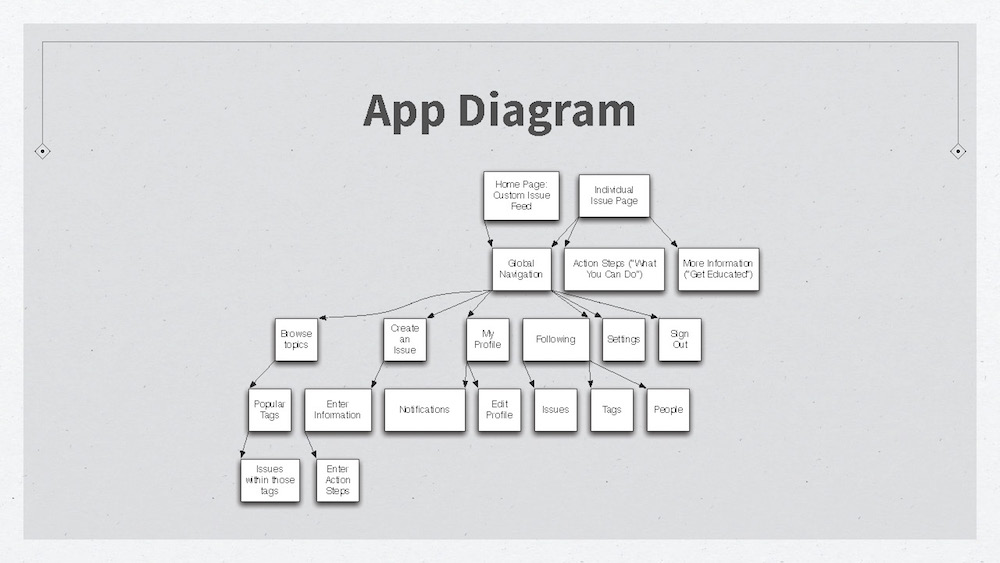 App Diagram
Home Page:
Custom Issue
Feed
Individual
Issue Page
Global
Navigation
Action Steps ("What
You Can Do")
More Information
("Get Educated")
Browse
topics
Create
an
Issue
My
Profile
Following
Settings
Sign
Out
Popular
Tags
Enter
Information
Notifications
Edit
Profile
Issues
Tags
People
Issues
within those
tags
Enter
Action
Steps